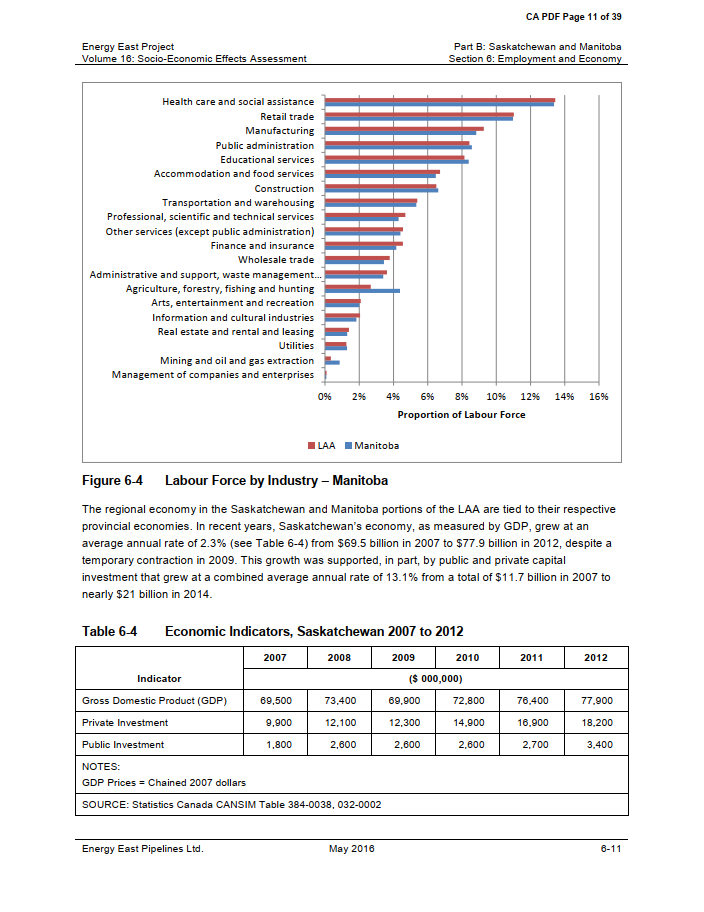 CA PDF Page 11 of 39
Energy East Project
Part B: Saskatchewan and Manitoba
Volume 16: Socio-Economic Effects Assessment
Section 6: Employment and Economy
Health care and social assistance
Retail trade
Manufacturing
Public administration
Educational services
Accommodation and food services
Construction
Transportation and warehousing
Professional, scientific and technical services
Other services (except public administration)
Finance and insurance
Wholesale trade
Administrative and support, waste management...
Agriculture, forestry, fishing and hunting
Arts, entertainment and recreation
Information and cultural industries
Real estate and rental and leasing
Utilities
Mining and oil and gas extraction
Management of companies and enterprises
0% 2% 4% 6% 8% 10% 12% 14% 16%
Proportion of Labour Force
LAA Manitoba
Figure 6-4 Labour Force by Industry – Manitoba
The regional economy in the Saskatchewan and Manitoba portions of the LAA are tied to their respective
provincial economies. In recent years, Saskatchewan's economy, as measured by GDP, grew at an
average annual rate of 2.3% (see Table 6-4) from $69.5 billion in 2007 to $77.9 billion in 2012, despite a
temporary contraction in 2009. This growth was supported, in part, by public and private capital
investment that grew at a combined average annual rate of 13.1% from a total of $11.7 billion in 2007 to
nearly $21 billion in 2014.
Table 6-4 Economic Indicators, Saskatchewan 2007 to 2012
2007 2008 2009 2010 2011 2012
Indicator ($ 000,000)
Gross Domestic Product (GDP) 69,500 73,400 69,900 72,800 76,400 77,900
Private Investment 9,900 12,100 12,300 14,900 16,900 18,200
Public Investment 1,800 2,600 2,600 2,600 2,700 3,400
NOTES:
GDP Prices = Chained 2007 dollars
SOURCE: Statistics Canada CANSIM Table 384-0038, 032-0002
Energy East Pipelines Ltd. May 2016 6-11